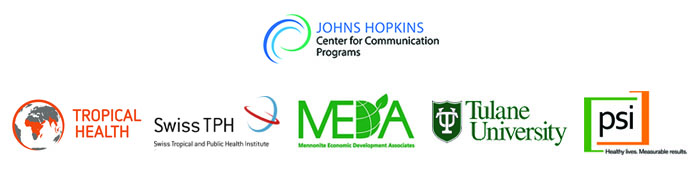 JOHNS HOPKINS
Center for Communication
Programs
TROPICAL
HEALTH
Swiss TPH
Swiss Tropical and Public Health Institute
MEDA
Mennonite Economic Development Associates
Tulane
University
psi
Healthy lives. Measurable results.